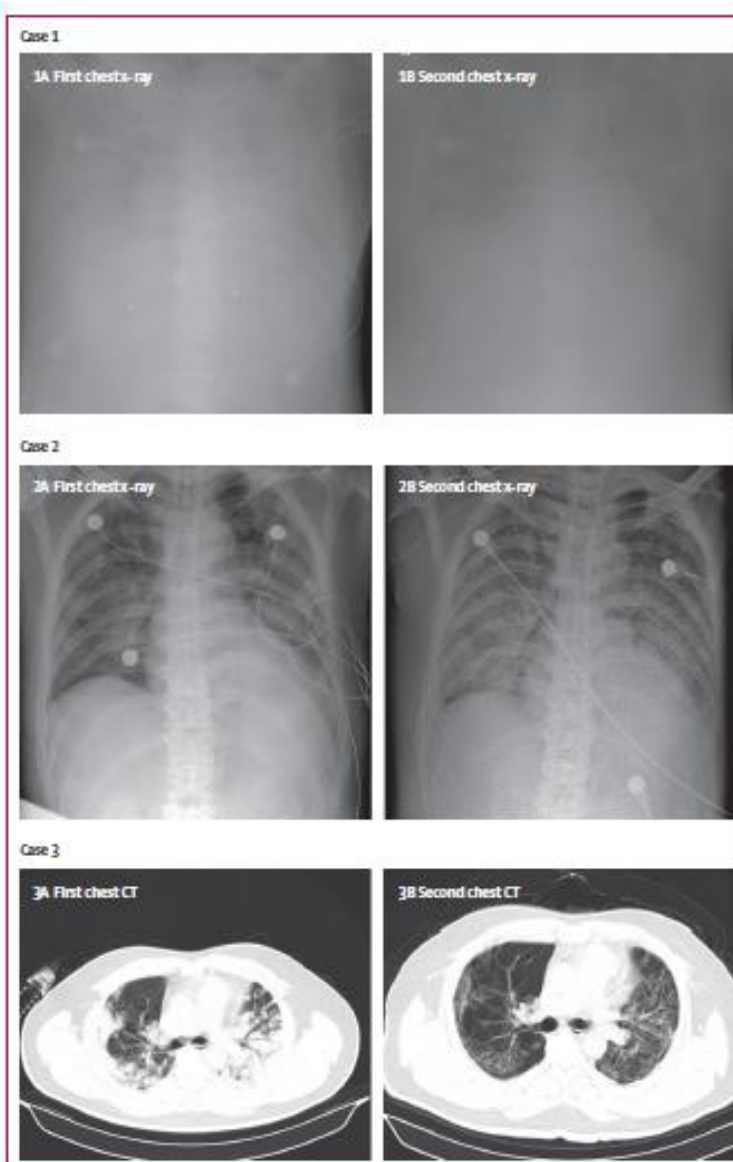 Case 1
1A First chest x-ray
1B Second chest x-ray
Case 2
2A First chest x-ray
2B Second chest x-ray
Case 3
3A First chest CT
3B Second chest CT